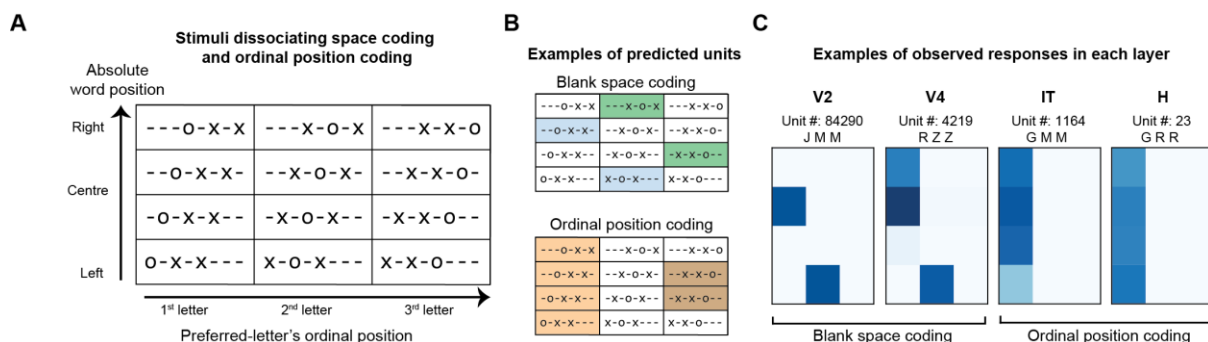 A
Stimuli dissociating space coding
and ordinal position coding
Absolute
word position
Right
Centre
Left
---o-x-x ---x-o-x ---x-x-o
--o-x-x- --x-o-x- --x-x-o-
-o-x-x-- -x-o-x-- -x-x-o--
o-x-x--- x-o-x--- x-x-o---
1st letter 2nd letter 3rd letter
Preferred-letter's ordinal position
B
Examples of predicted units
Blank space coding
---o-x-x ---x-o-x ---x-x-o
--o-x-x- --x-o-x- --x-x-o-
-o-x-x-- -x-o-x-- -x-x-o--
o-x-x--- x-o-x--- x-x-o---
Ordinal position coding
---o-x-x ---x-o-x ---x-x-o
--o-x-x- --x-o-x- --x-x-o-
-o-x-x-- -x-o-x-- -x-x-o--
o-x-x--- x-o-x--- x-x-o---
C
Examples of observed responses in each layer
V2 V4 IT H
Unit #: 84290 Unit #: 4219 Unit #: 1164 Unit #: 23
J M M R Z Z G M M G R R
Blank space coding Ordinal position coding